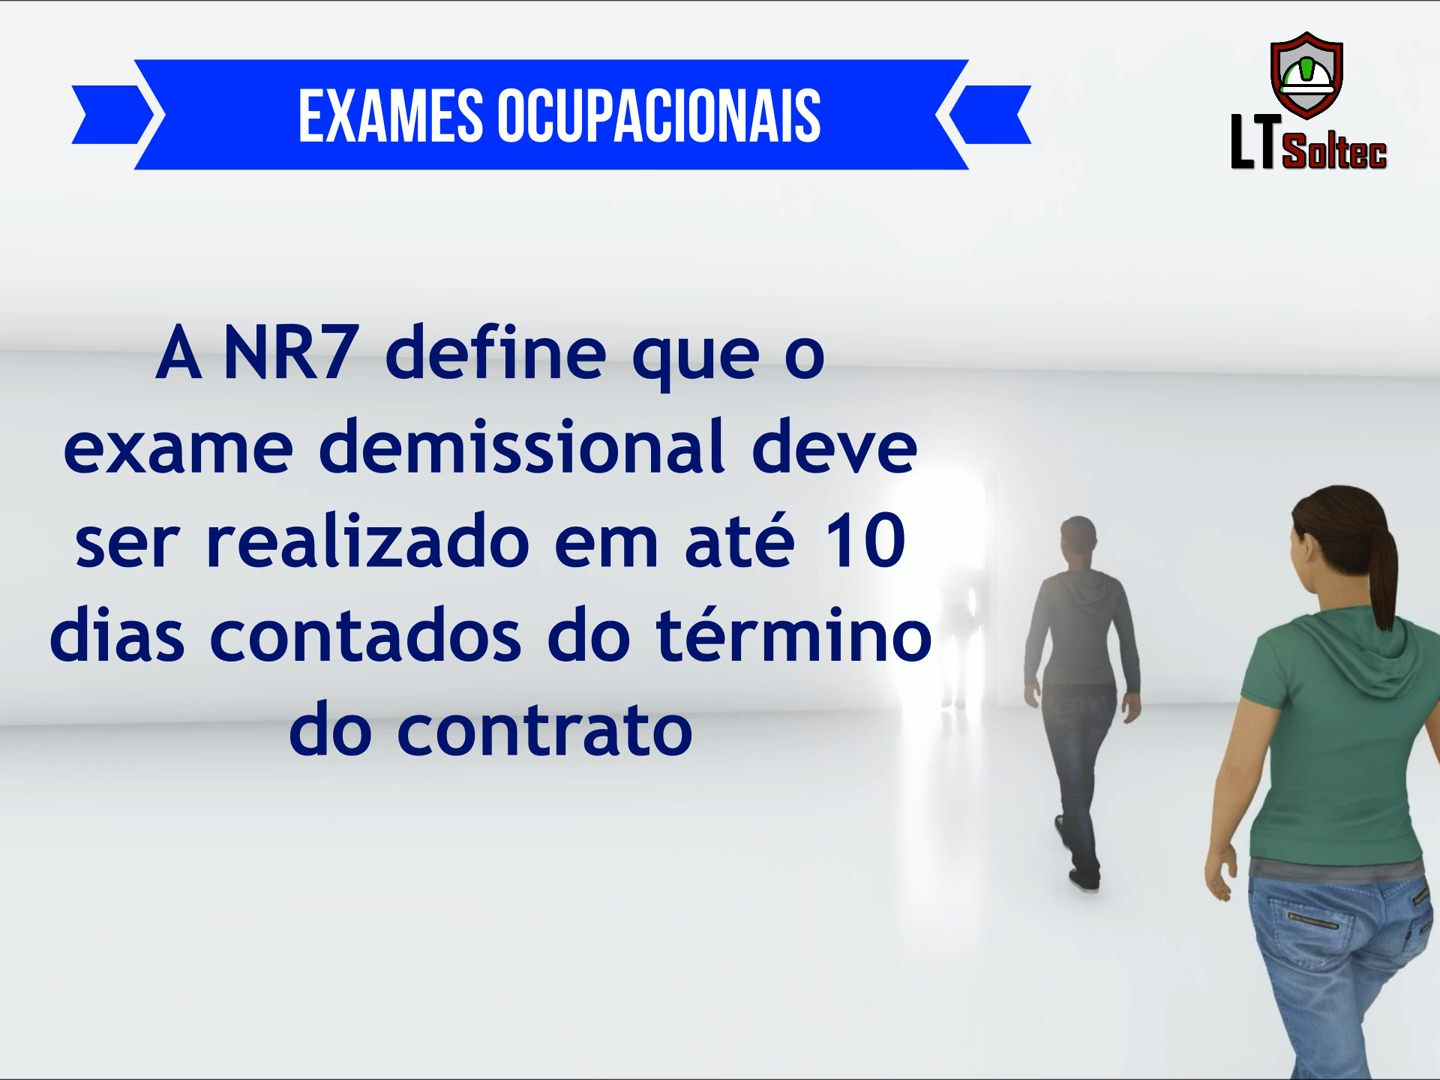 EXAMES OCUPACIONAIS
LTSoltec
A NR7 define que o
exame demissional deve
ser realizado em até 10
dias contados do término
do contrato